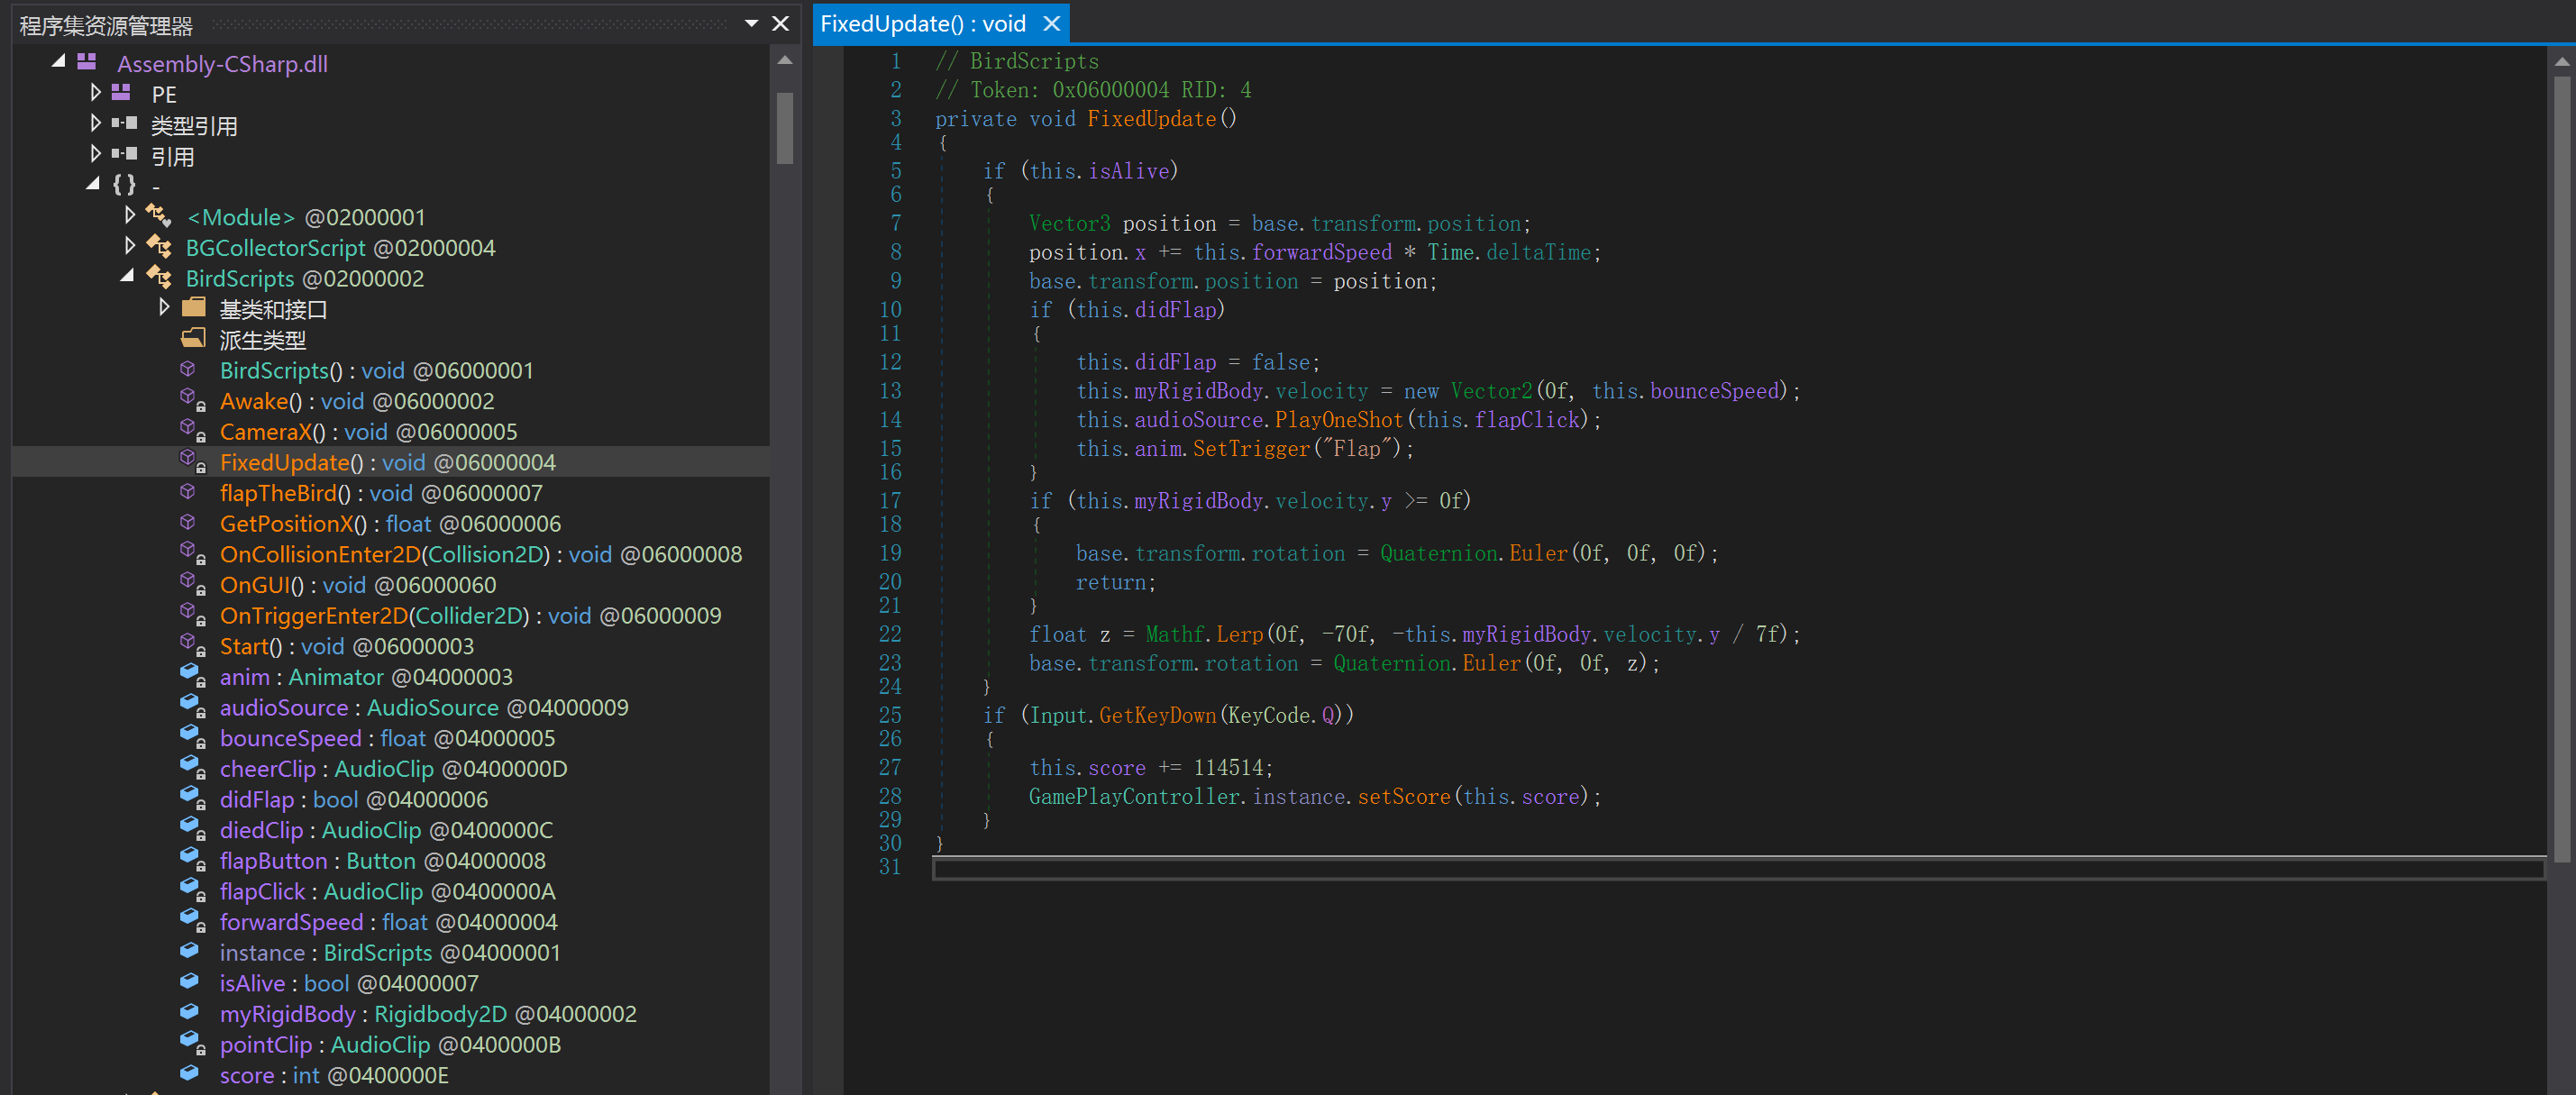 程序集资源管理器
Assembly-CSharp.dll
PE
类型引用
引用
{} -
<Module> @02000001
BGCollectorScript @02000004
BirdScripts @02000002
基类和接口
派生类型
BirdScripts() : void @06000001
Awake() : void @06000002
CameraX() : void @06000005
FixedUpdate() : void @06000004
flapTheBird() : void @06000007
GetPositionX() : float @06000006
OnCollisionEnter2D(Collision2D) : void @06000008
OnGUI() : void @06000060
OnTriggerEnter2D(Collider2D) : void @06000009
Start() : void @06000003
anim : Animator @04000003
audioSource : AudioSource @04000009
bounceSpeed : float @04000005
cheerClip : AudioClip @0400000D
didFlap : bool @04000006
diedClip : AudioClip @0400000C
flapButton : Button @04000008
flapClick : AudioClip @0400000A
forwardSpeed : float @04000004
instance : BirdScripts @04000001
isAlive : bool @04000007
myRigidBody : Rigidbody2D @04000002
pointClip : AudioClip @0400000B
score : int @0400000E
FixedUpdate() : void
1 // BirdScripts
2 // Token: 0x06000004 RID: 4
3 private void FixedUpdate()
4 {
5 if (this.isAlive)
6 {
7 Vector3 position = base.transform.position;
8 position.x += this.forwardSpeed * Time.deltaTime;
9 base.transform.position = position;
10 if (this.didFlap)
11 {
12 this.didFlap = false;
13 this.myRigidBody.velocity = new Vector2(0f, this.bounceSpeed);
14 this.audioSource.PlayOneShot(this.flapClick);
15 this.anim.SetTrigger("Flap");
16 }
17 if (this.myRigidBody.velocity.y >= 0f)
18 {
19 base.transform.rotation = Quaternion.Euler(0f, 0f, 0f);
20 return;
21 }
22 float z = Mathf.Lerp(0f, -70f, -this.myRigidBody.velocity.y / 7f);
23 base.transform.rotation = Quaternion.Euler(0f, 0f, z);
24 }
25 if (Input.GetKeyDown(KeyCode.Q))
26 {
27 this.score += 114514;
28 GamePlayController.instance.setScore(this.score);
29 }
30 }
31